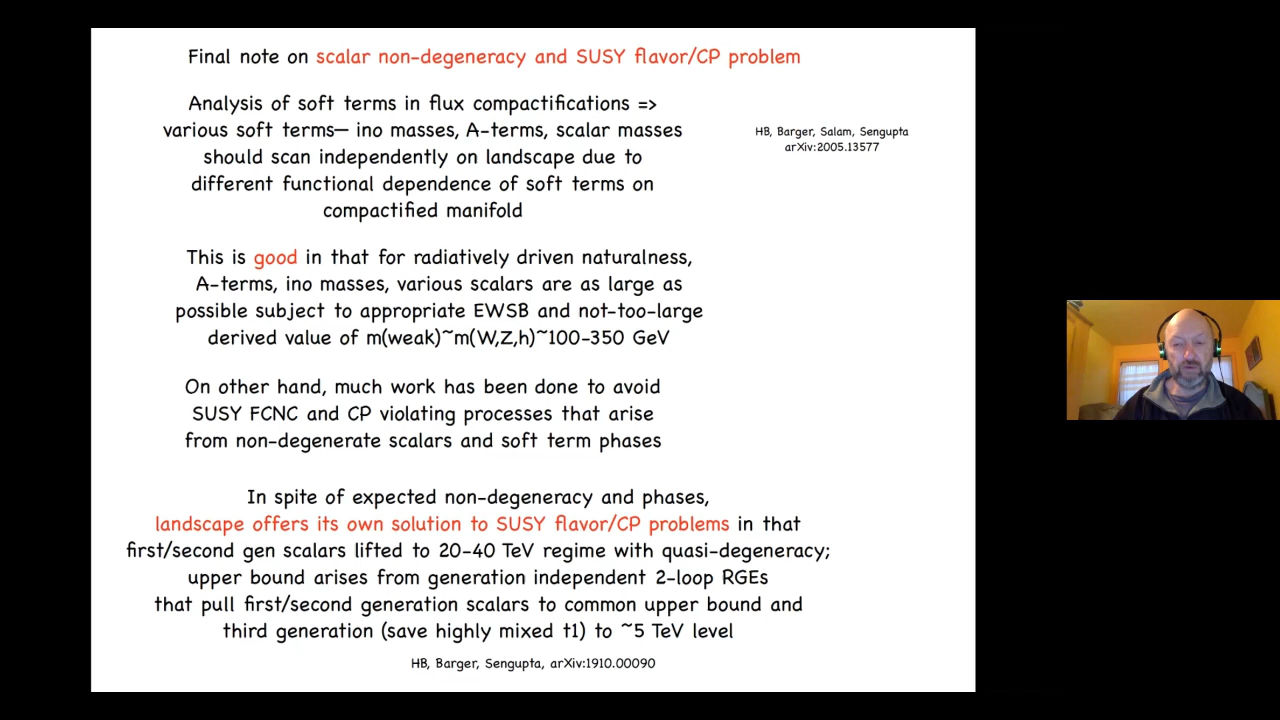 Final note on scalar non-degeneracy and SUSY flavor/CP problem
Analysis of soft terms in flux compactifications =>
various soft terms— ino masses, A-terms, scalar masses
should scan independently on landscape due to
different functional dependence of soft terms on
compactified manifold
HB, Barger, Salam, Sengupta
arXiv:2005.13577
This is good in that for radiatively driven naturalness,
A-terms, ino masses, various scalars are as large as
possible subject to appropriate EWSB and not-too-large
derived value of m(weak)~m(W,Z,h)~100-350 GeV
On other hand, much work has been done to avoid
SUSY FCNC and CP violating processes that arise
from non-degenerate scalars and soft term phases
In spite of expected non-degeneracy and phases,
landscape offers its own solution to SUSY flavor/CP problems in that
first/second gen scalars lifted to 20-40 TeV regime with quasi-degeneracy;
upper bound arises from generation independent 2-loop RGEs
that pull first/second generation scalars to common upper bound and
third generation (save highly mixed t1) to ~5 TeV level
HB, Barger, Sengupta, arXiv:1910.00090